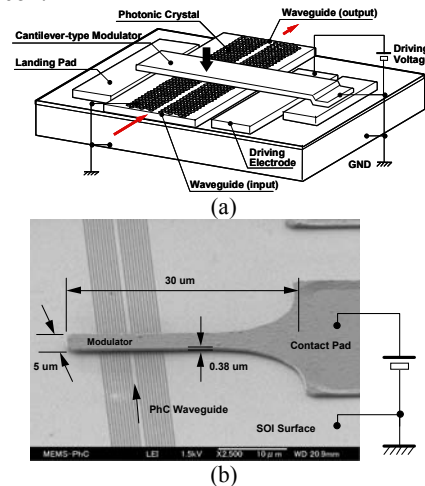 Photonic Crystal
Waveguide (output)
Cantilever-type Modulator
Landing Pad
Driving
Voltage
Driving
Electrode
GND
Waveguide (input)
(a)
30 um
Modulator
Contact Pad
5 um
0.38 um
PhC Waveguide
SOI Surface
MEMS-PhC LEI 1.5kV X2,500 10μm WD 20.9mm
(b)